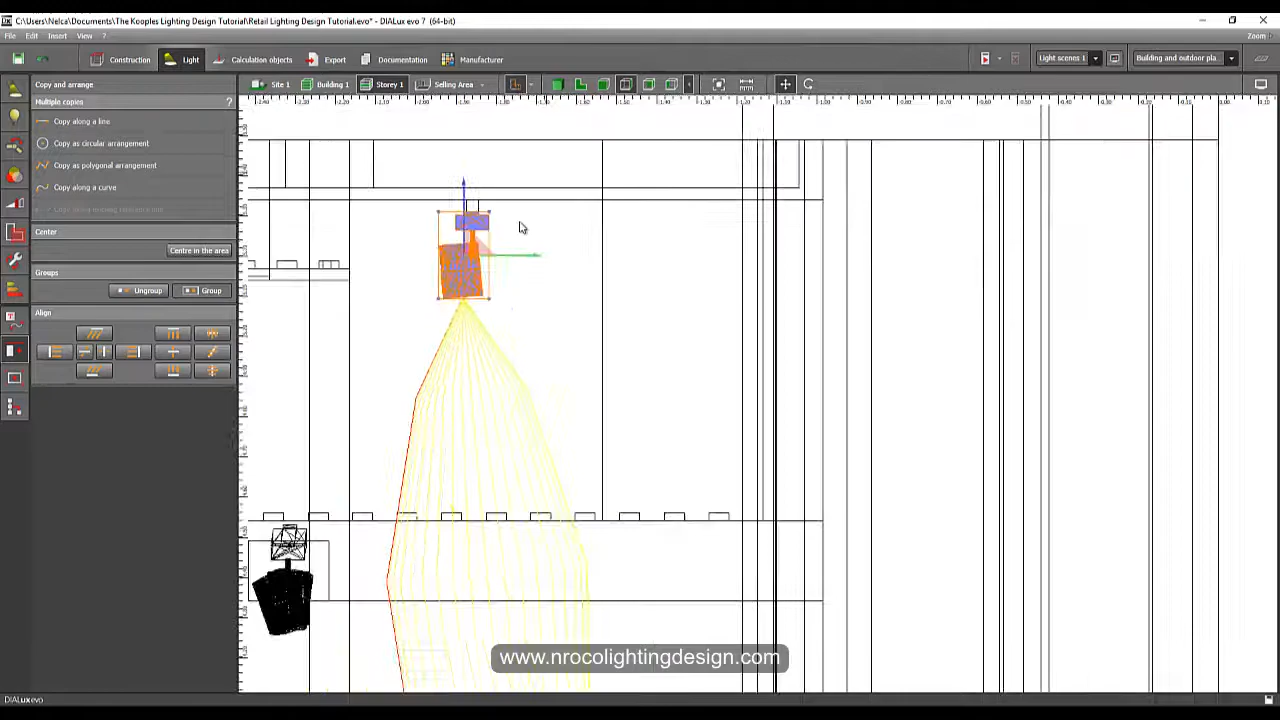 C:\Users\Nelca\Documents\The Kooples Lighting Design Tutorial\Retail Lighting Design Tutorial.evo* - DIALux evo 7 (64-bit)
File Edit Insert View ? Zoom
Construction Light Calculation objects Export Documentation Manufacturer Light scenes 1 Building and outdoor pla...
Copy and arrange Site 1 Building 1 Storey 1 Selling Area
Multiple copies ?
Copy along a line
Copy as circular arrangement
Copy as polygonal arrangement
Copy along a curve
Center
Centre in the area
Groups
Ungroup Group
Align
www.nrocolightingdesign.com
DIALux evo